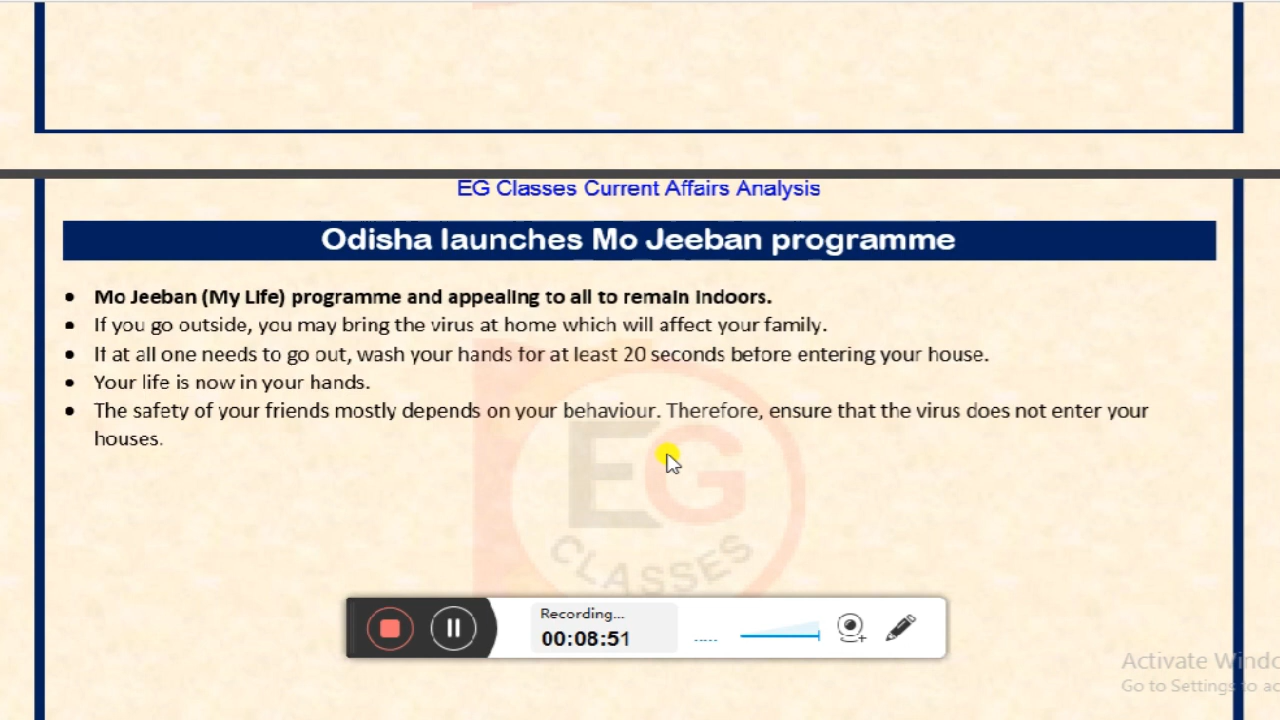 EG Classes Current Affairs Analysis
Odisha launches Mo Jeeban programme
• Mo Jeeban (My Life) programme and appealing to all to remain indoors.
• If you go outside, you may bring the virus at home which will affect your family.
• If at all one needs to go out, wash your hands for at least 20 seconds before entering your house.
• Your life is now in your hands.
• The safety of your friends mostly depends on your behaviour. Therefore, ensure that the virus does not enter your
houses.
EG
CLASSES
Recording...
00:08:51
Activate Windo
Go to Settings to ac